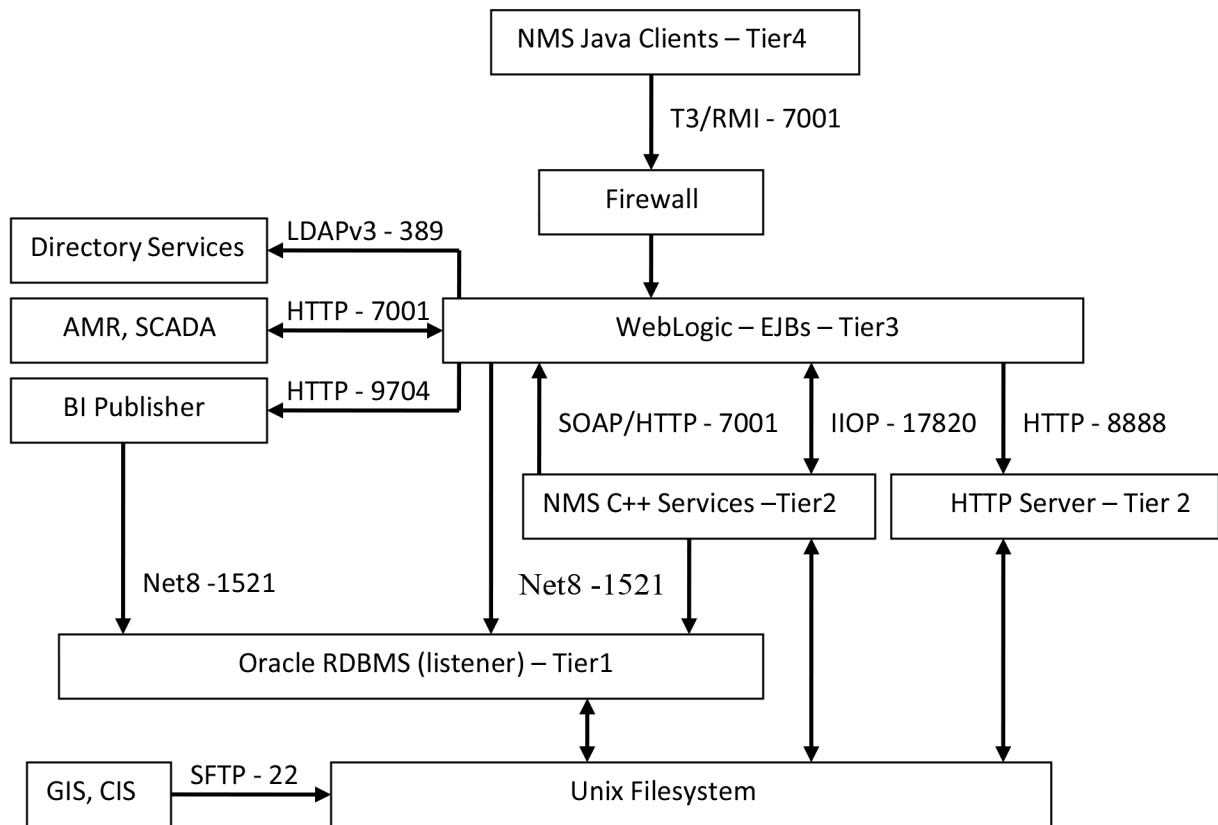 NMS Java Clients – Tier4
T3/RMI - 7001
Firewall
Directory Services
LDAPv3 - 389
AMR, SCADA
HTTP - 7001
WebLogic – EJBs – Tier3
BI Publisher
HTTP - 9704
SOAP/HTTP - 7001
IIOP - 17820
HTTP - 8888
NMS C++ Services –Tier2
HTTP Server – Tier 2
Net8 -1521
Net8 -1521
Oracle RDBMS (listener) – Tier1
GIS, CIS
SFTP - 22
Unix Filesystem